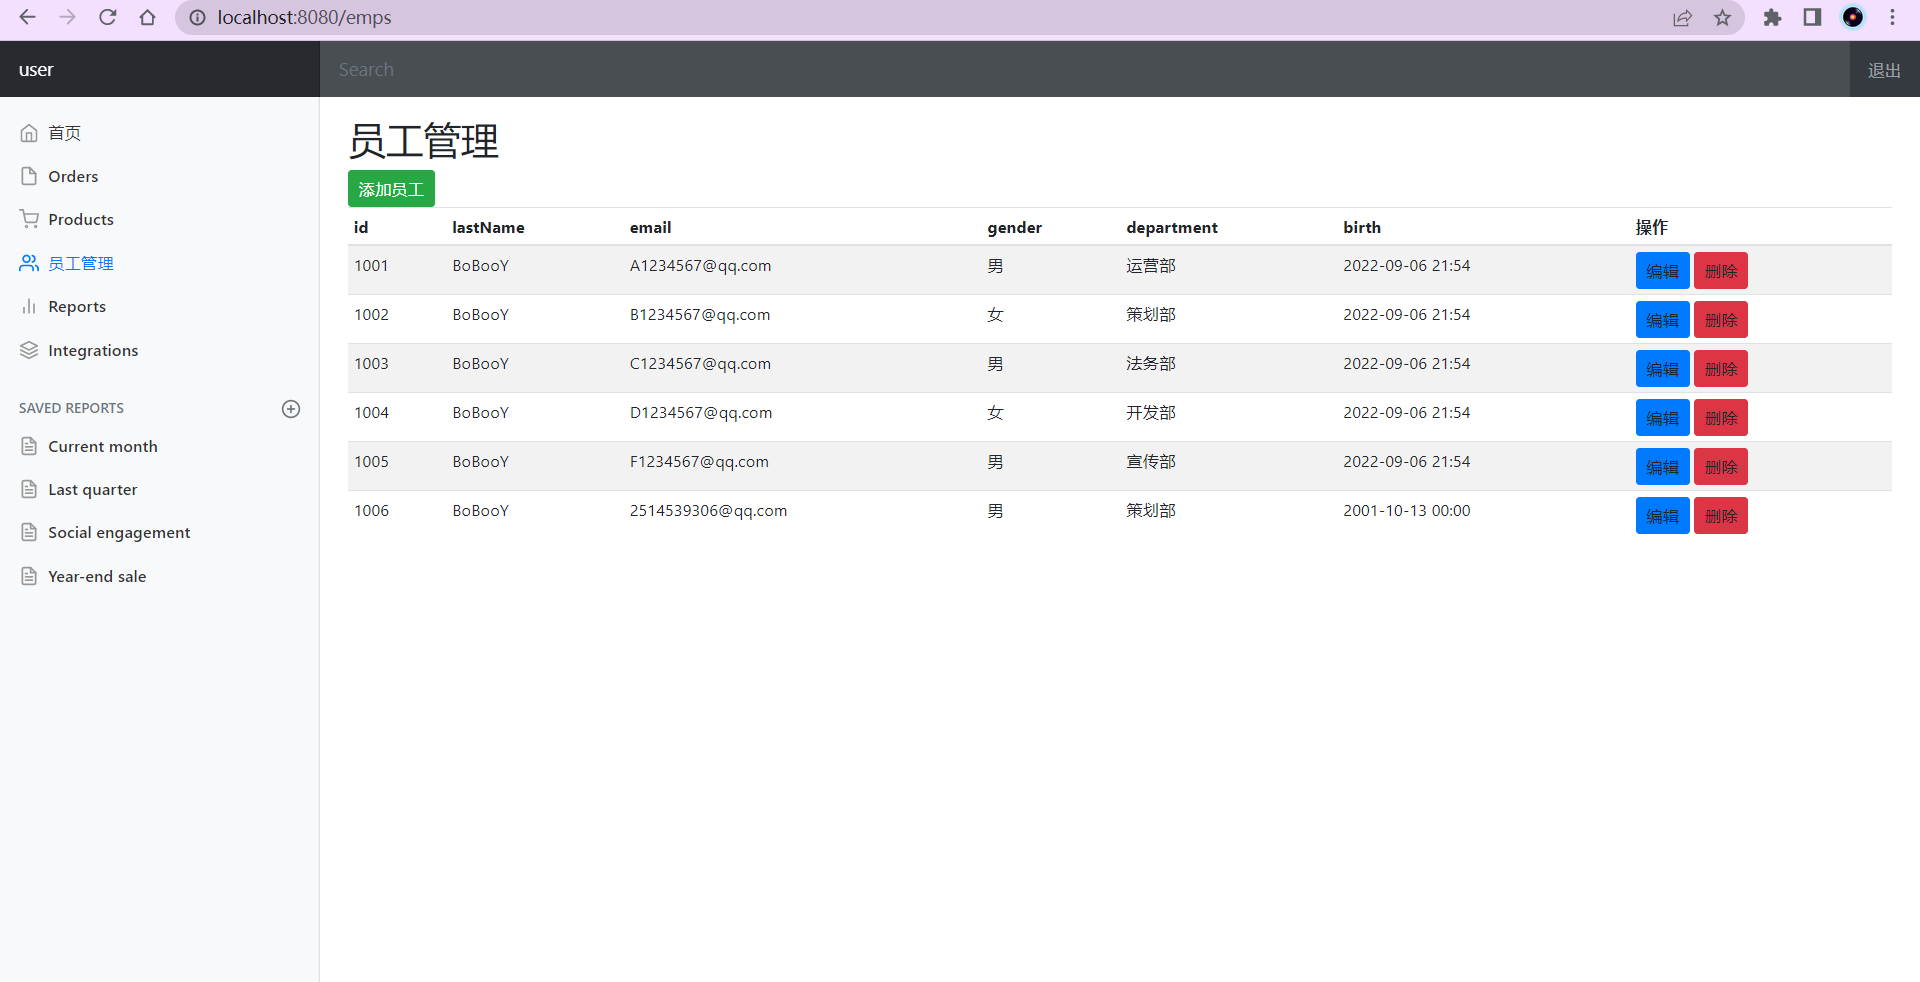 localhost:8080/emps
user
Search
退出
首页
Orders
Products
员工管理
Reports
Integrations
SAVED REPORTS
Current month
Last quarter
Social engagement
Year-end sale
员工管理
添加员工
id lastName email gender department birth 操作
1001 BoBooY A1234567@qq.com 男 运营部 2022-09-06 21:54 编辑 删除
1002 BoBooY B1234567@qq.com 女 策划部 2022-09-06 21:54 编辑 删除
1003 BoBooY C1234567@qq.com 男 法务部 2022-09-06 21:54 编辑 删除
1004 BoBooY D1234567@qq.com 女 开发部 2022-09-06 21:54 编辑 删除
1005 BoBooY F1234567@qq.com 男 宣传部 2022-09-06 21:54 编辑 删除
1006 BoBooY 2514539306@qq.com 男 策划部 2001-10-13 00:00 编辑 删除